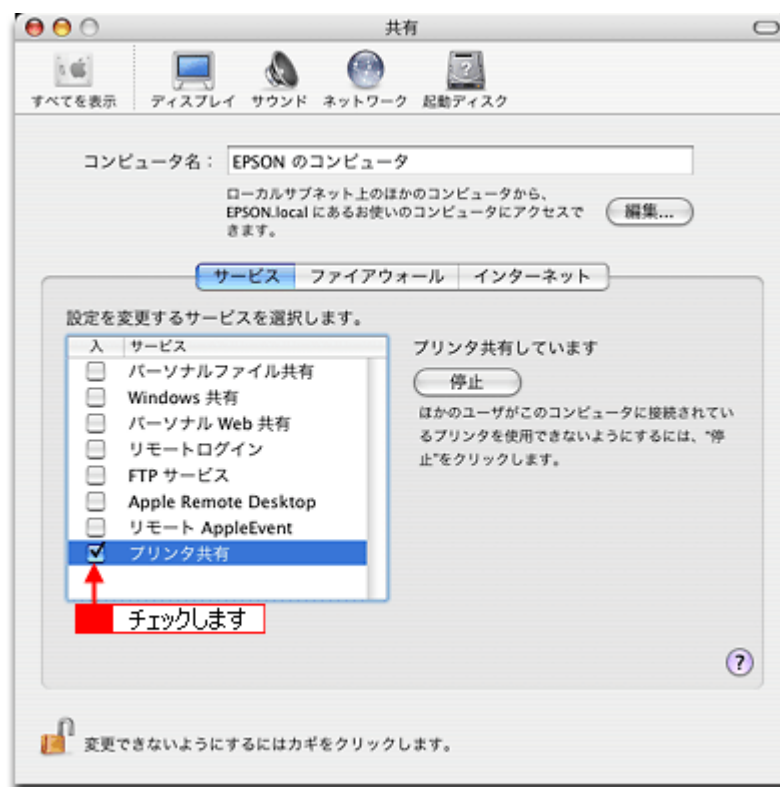 共有
すべてを表示 ディスプレイ サウンド ネットワーク 起動ディスク
コンピュータ名： EPSON のコンピュータ
ローカルサブネット上のほかのコンピュータから、
EPSON.local にあるお使いのコンピュータにアクセスで
きます。
編集...
サービス ファイアウォール インターネット
設定を変更するサービスを選択します。
入 サービス
パーソナルファイル共有
Windows 共有
パーソナル Web 共有
リモートログイン
FTP サービス
Apple Remote Desktop
リモート AppleEvent
プリンタ共有
チェックします
プリンタ共有しています
停止
ほかのユーザがこのコンピュータに接続されてい
るプリンタを使用できないようにするには、“停
止”をクリックします。
?
変更できないようにするにはカギをクリックします。